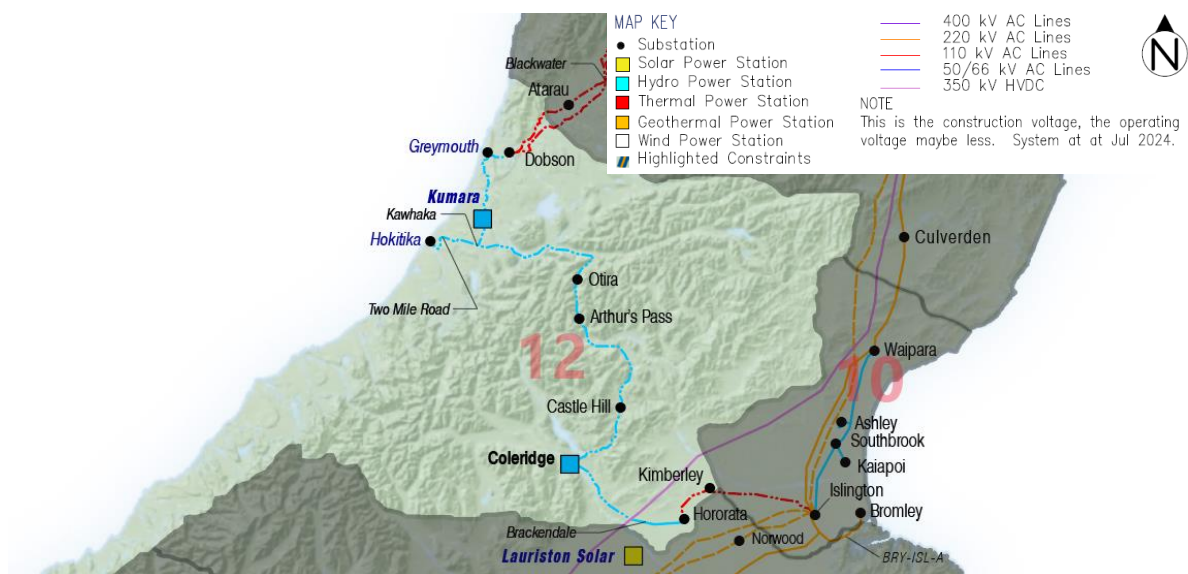 MAP KEY
Substation
Solar Power Station
Hydro Power Station
Thermal Power Station
Geothermal Power Station
Wind Power Station
Highlighted Constraints
400 kV AC Lines
220 kV AC Lines
110 kV AC Lines
50/66 kV AC Lines
350 kV HVDC
NOTE
This is the construction voltage, the operating
voltage maybe less. System at at Jul 2024.
N
Blackwater
Atarau
Greymouth
Dobson
Kumara
Kawhaka
Hokitika
Culverden
Otira
Two Mile Road
Arthur's Pass
12
Waipara
10
Castle Hill
Ashley
Southbrook
Coleridge
Kaiapoi
Kimberley
Islington
Hororata
Bromley
Brackendale
Norwood
Lauriston Solar
BRY-ISL-A